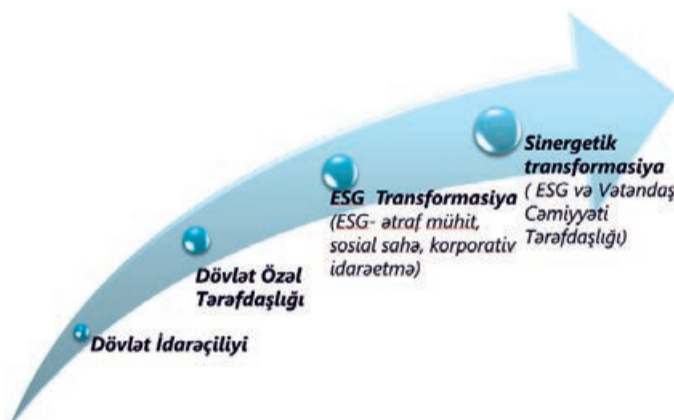 Sinergetik
transformasiya
( ESG və Vətəndaş
Cəmiyyəti
Tərəfdaşlığı)
ESG Transformasiya
(ESG- ətraf mühit,
sosial sahə, korporativ
idarəetmə)
Dövlət Özəl
Tərəfdaşlığı
Dövlət İdarəçiliyi